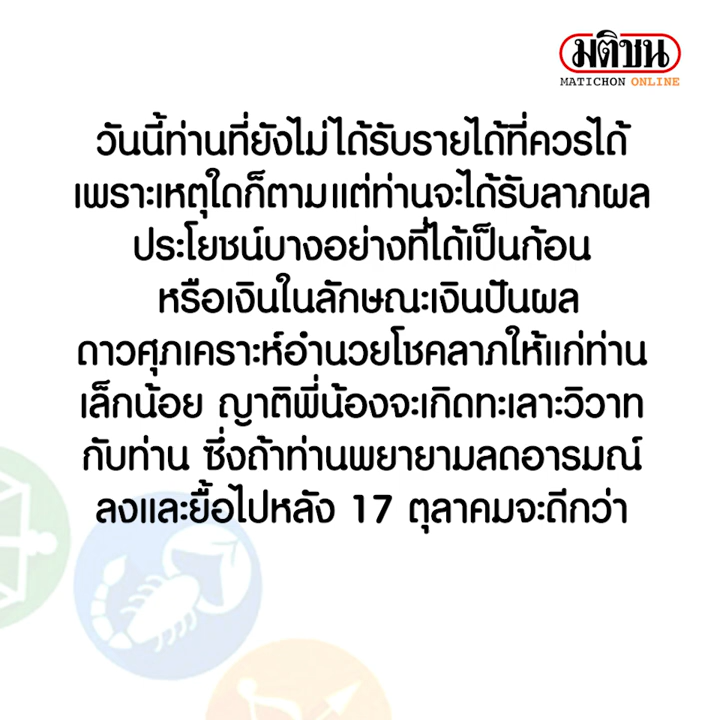 มติชน
MATICHON ONLINE
วันนี้ท่านที่ยังไม่ได้รับรายได้ที่ควรได้
เพราะเหตุใดก็ตามแต่ท่านจะได้รับลาภผล
ประโยชน์บางอย่างที่ได้เป็นก้อน
หรือเงินในลักษณะเงินปันผล
ดาวศุภเคราะห์อำนวยโชคลาภให้แก่ท่าน
เล็กน้อย ญาติพี่น้องจะเกิดทะเลาะวิวาท
กับท่าน ซึ่งถ้าท่านพยายามลดอารมณ์
ลงและยื้อไปหลัง 17 ตุลาคมจะดีกว่า